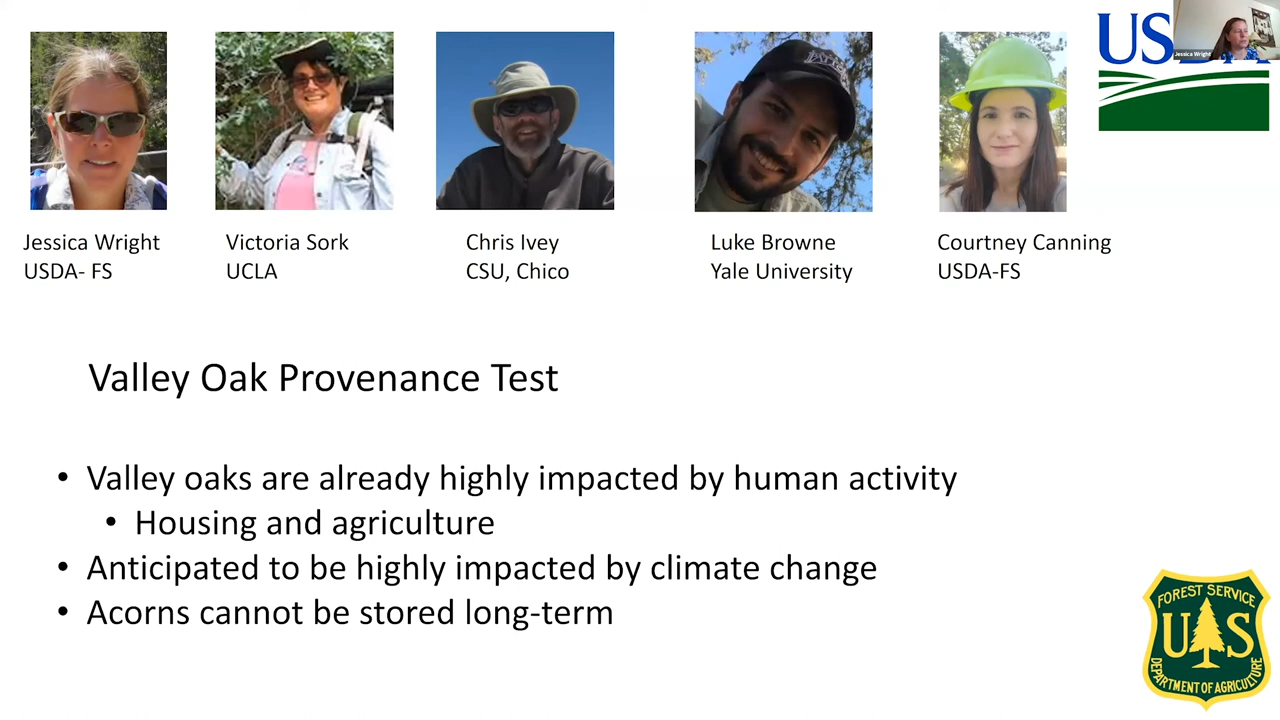 USDA
Jessica Wright
Jessica Wright
USDA- FS
Victoria Sork
UCLA
Chris Ivey
CSU, Chico
Luke Browne
Yale University
Courtney Canning
USDA-FS
Valley Oak Provenance Test
• Valley oaks are already highly impacted by human activity
• Housing and agriculture
• Anticipated to be highly impacted by climate change
• Acorns cannot be stored long-term
FOREST SERVICE
U S
DEPARTMENT OF AGRICULTURE